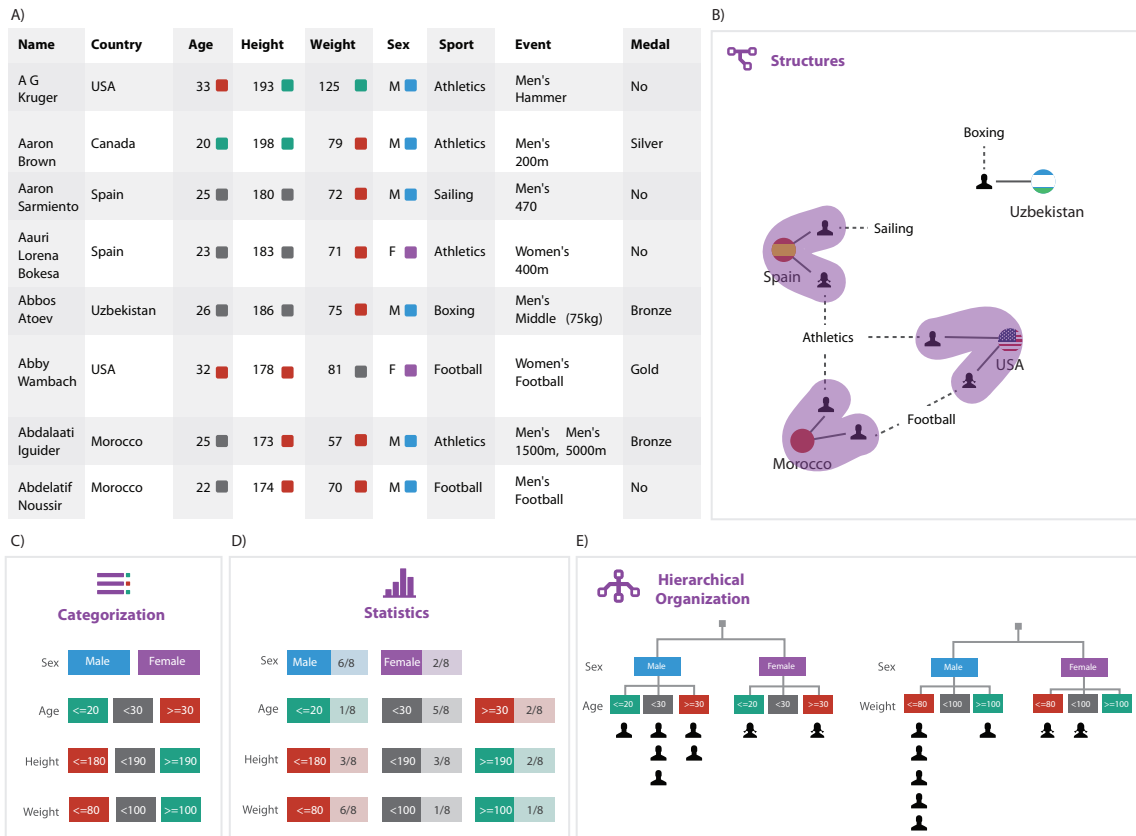 A)
Name Country Age Height Weight Sex Sport Event Medal
A G
Kruger
USA 33 193 125 M Athletics
Men's
Hammer
No
Aaron
Brown
Canada 20 198 79 M Athletics
Men's
200m
Silver
Aaron
Sarmiento
Spain 25 180 72 M Sailing
Men's
470
No
Aauri
Lorena
Bokesa
Spain 23 183 71 F Athletics
Women's
400m
No
Abbos
Atoev
Uzbekistan 26 186 75 M Boxing
Men's
Middle (75kg)
Bronze
Abby
Wambach
USA 32 178 81 F Football
Women's
Football
Gold
Abdalaati
Iguider
Morocco 25 173 57 M Athletics
Men's Men's
1500m, 5000m
Bronze
Abdelatif
Noussir
Morocco 22 174 70 M Football
Men's
Football
No
B)
Structures
Boxing
Uzbekistan
Sailing
Spain
Athletics
USA
Football
Morocco
C)
Categorization
Sex Male Female
Age <=20 <30 >=30
Height <=180 <190 >=190
Weight <=80 <100 >=100
D)
Statistics
Sex Male 6/8 Female 2/8
Age <=20 1/8 <30 5/8 >=30 2/8
Height <=180 3/8 <190 3/8 >=190 2/8
Weight <=80 6/8 <100 1/8 >=100 1/8
E)
Hierarchical
Organization
Sex Male Female
Age <=20 <30 >=30 <=20 <30 >=30
Sex Male Female
Weight <=80 <100 >=100 <=80 <100 >=100